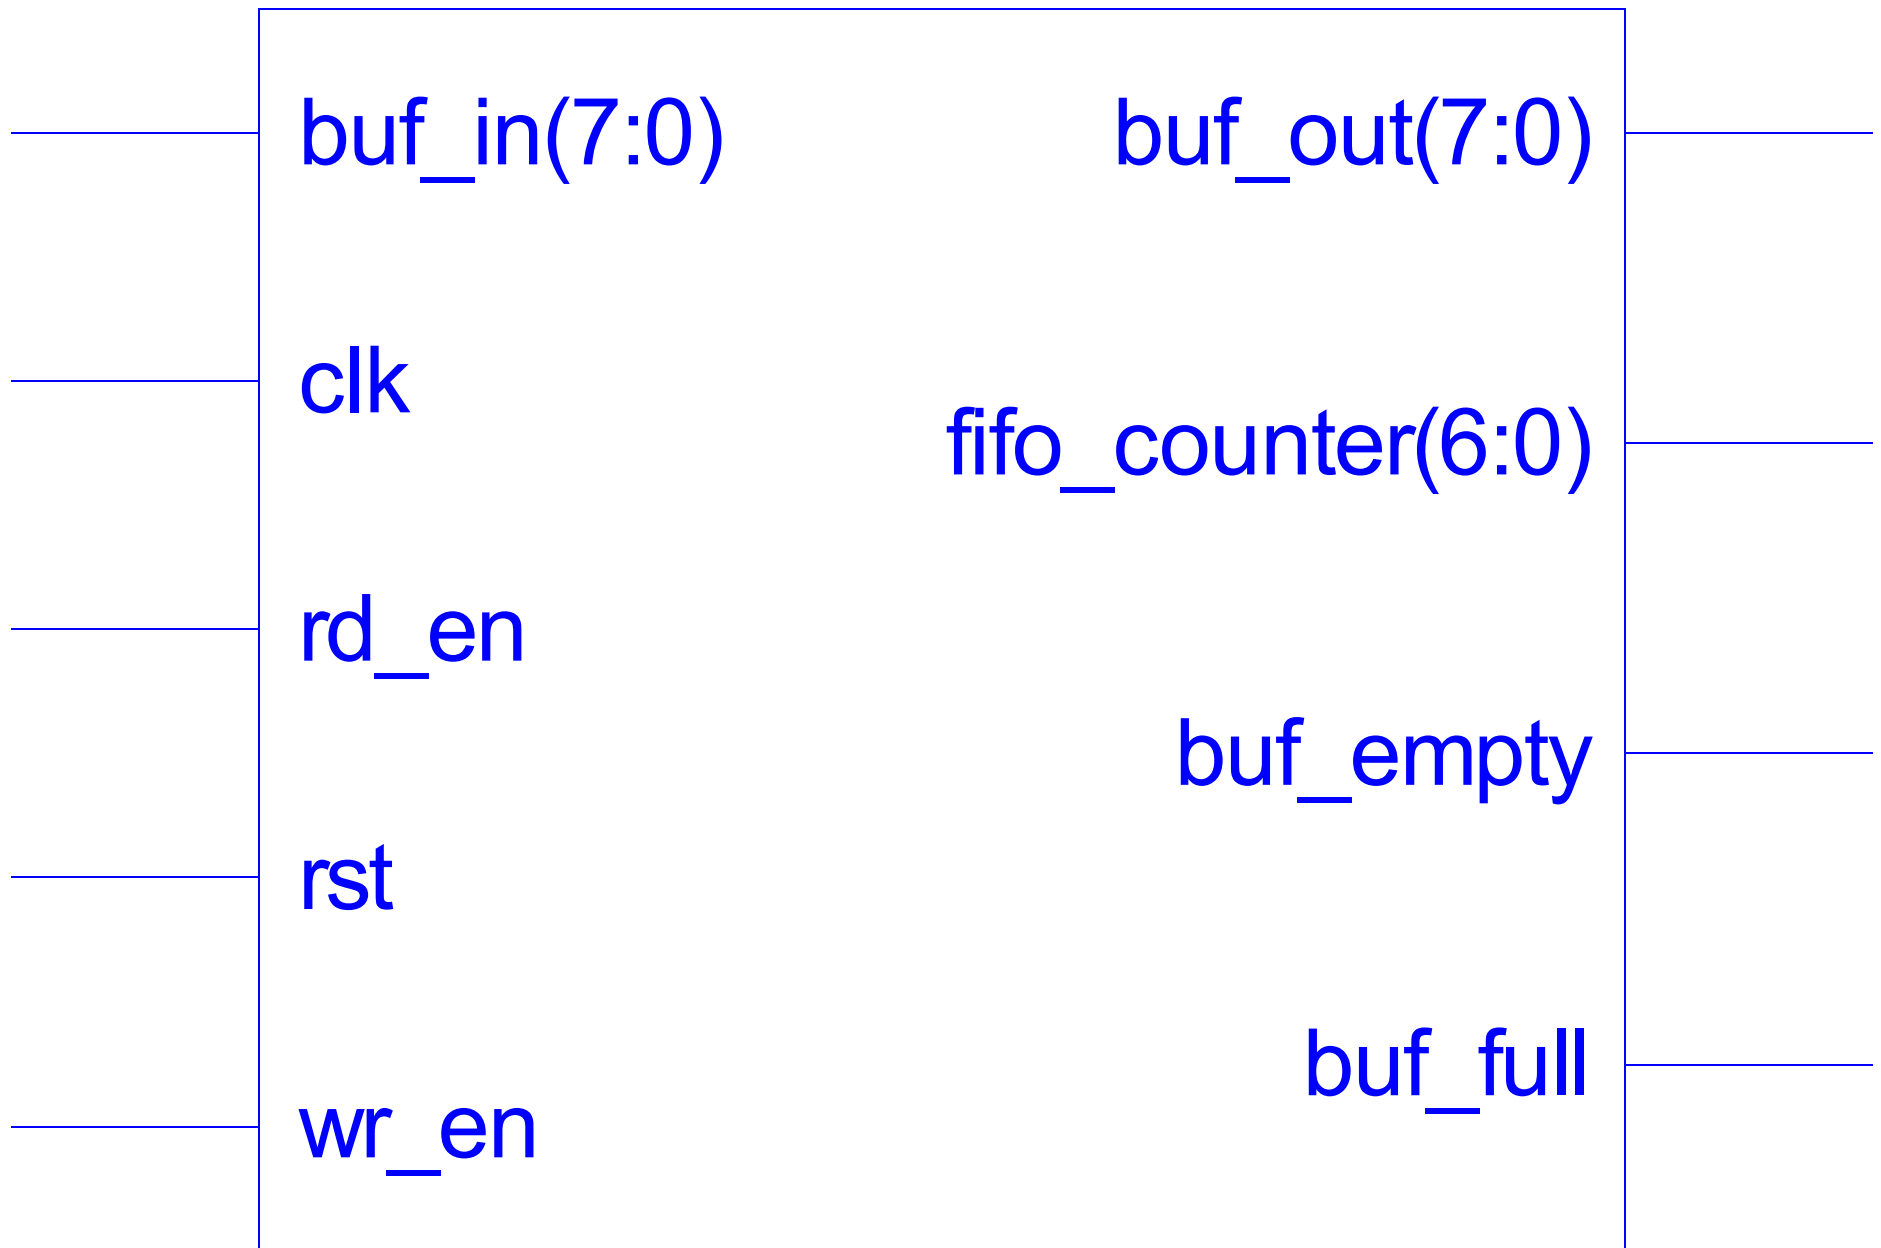 buf_in(7:0)
buf_out(7:0)
clk
fifo_counter(6:0)
rd_en
buf_empty
rst
buf_full
wr_en